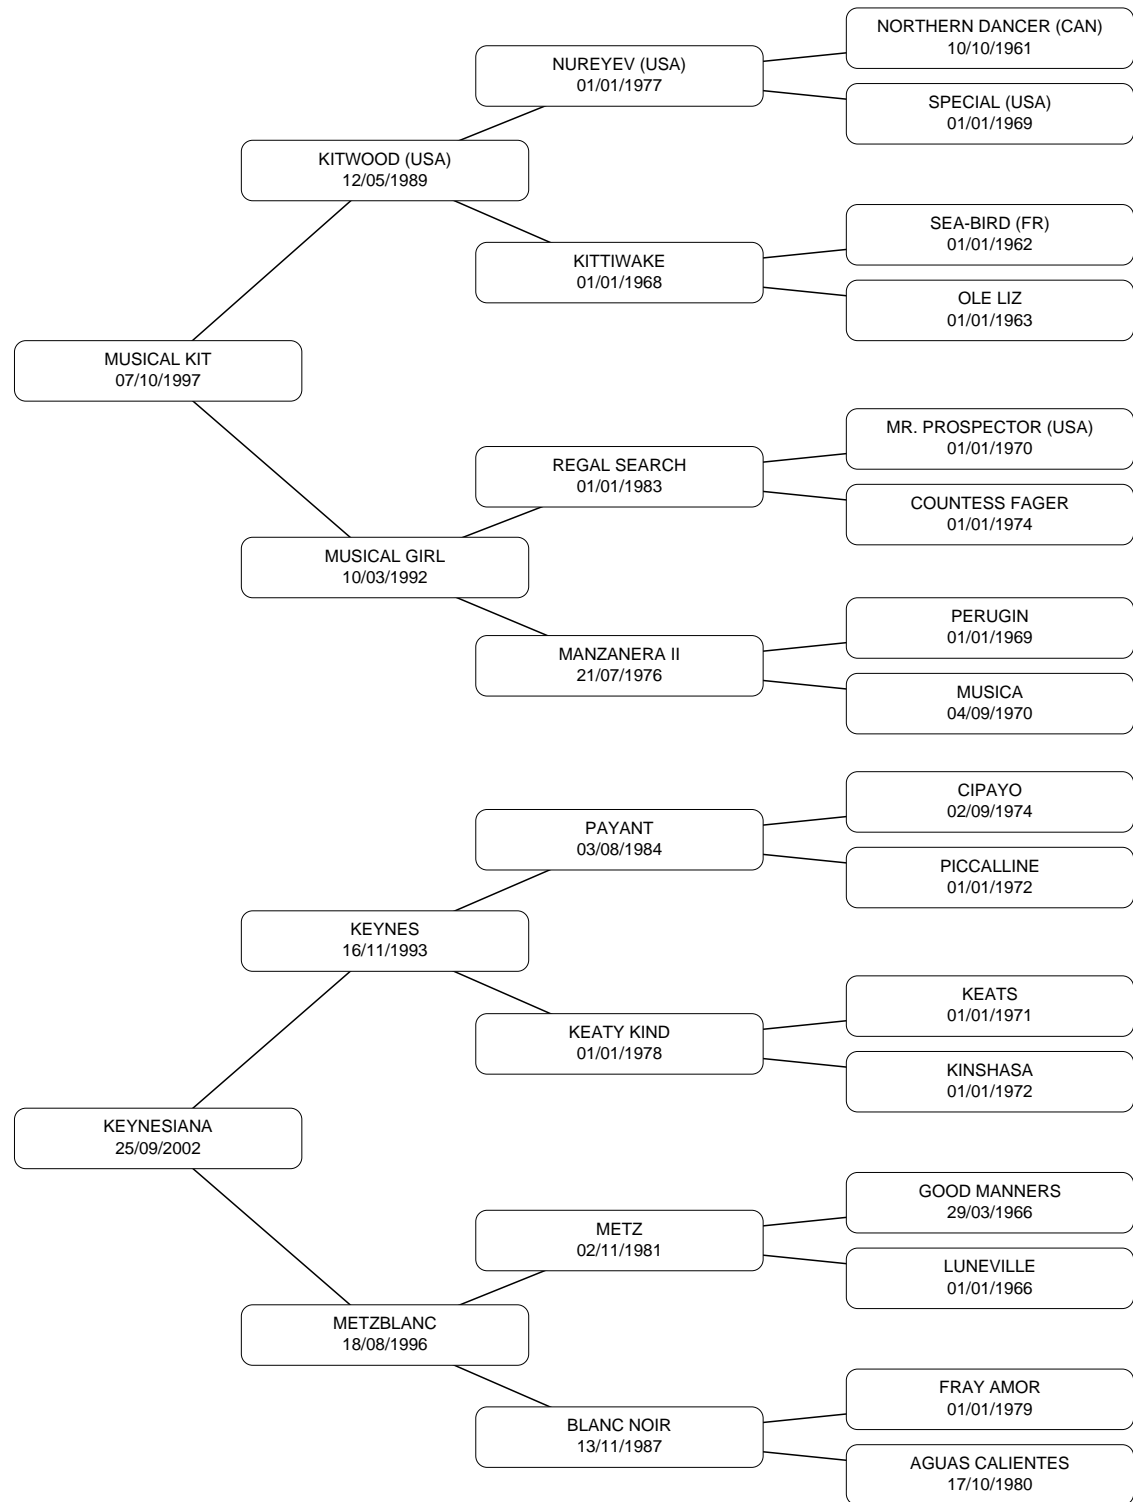 NORTHERN DANCER (CAN)
10/10/1961
NUREYEV (USA)
01/01/1977
SPECIAL (USA)
01/01/1969
KITWOOD (USA)
12/05/1989
SEA-BIRD (FR)
01/01/1962
KITTIWAKE
01/01/1968
OLE LIZ
01/01/1963
MUSICAL KIT
07/10/1997
MR. PROSPECTOR (USA)
01/01/1970
REGAL SEARCH
01/01/1983
COUNTESS FAGER
01/01/1974
MUSICAL GIRL
10/03/1992
PERUGIN
01/01/1969
MANZANERA II
21/07/1976
MUSICA
04/09/1970
CIPAYO
02/09/1974
PAYANT
03/08/1984
PICCALLINE
01/01/1972
KEYNES
16/11/1993
KEATS
01/01/1971
KEATY KIND
01/01/1978
KINSHASA
01/01/1972
KEYNESIANA
25/09/2002
GOOD MANNERS
29/03/1966
METZ
02/11/1981
LUNEVILLE
01/01/1966
METZBLANC
18/08/1996
FRAY AMOR
01/01/1979
BLANC NOIR
13/11/1987
AGUAS CALIENTES
17/10/1980